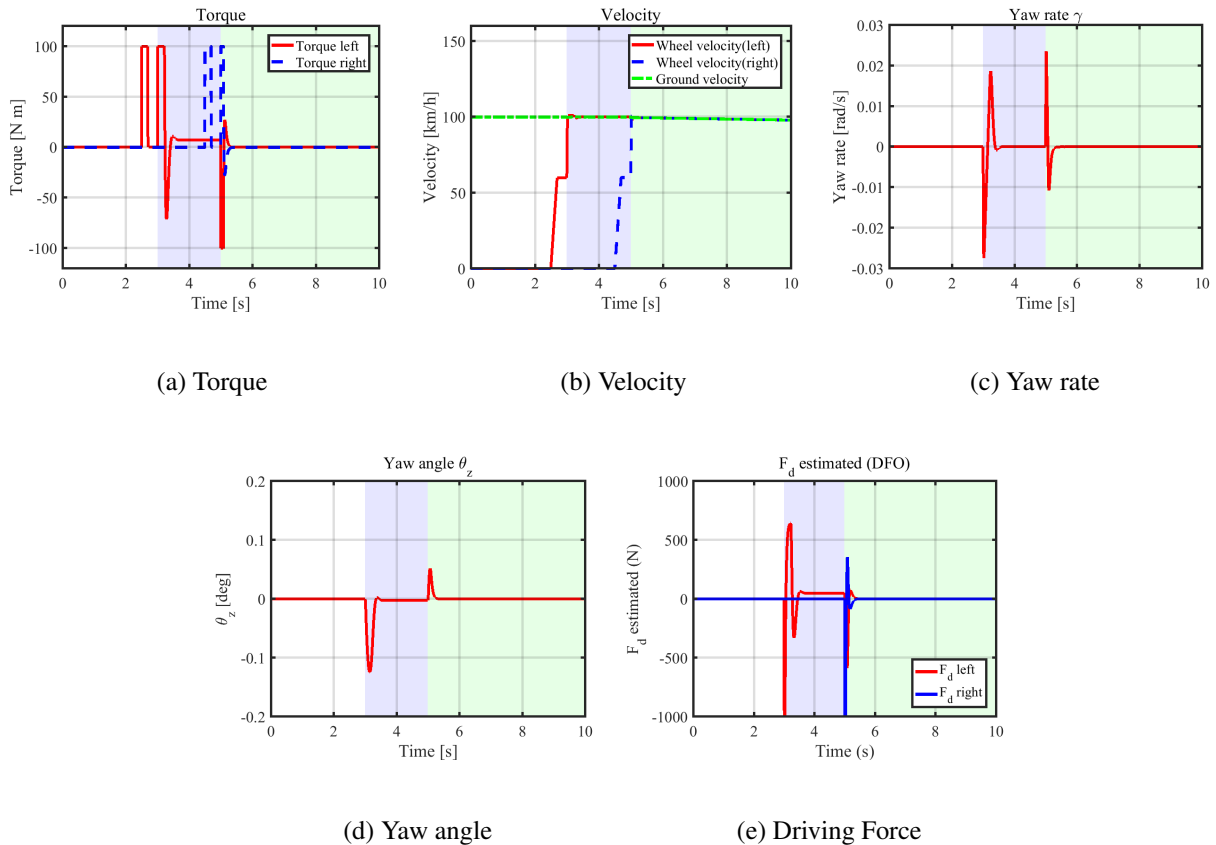 Torque
Torque [N m]
100
50
0
-50
-100
Torque left
Torque right
0 2 4 6 8 10
Time [s]
(a) Torque
Velocity
Velocity [km/h]
150
100
50
0
Wheel velocity(left)
Wheel velocity(right)
Ground velocity
0 2 4 6 8 10
Time [s]
(b) Velocity
Yaw rate γ
Yaw rate [rad/s]
0.03
0.02
0.01
0
-0.01
-0.02
-0.03
0 2 4 6 8 10
Time [s]
(c) Yaw rate
Yaw angle θz
θz [deg]
0.2
0.1
0
-0.1
-0.2
0 2 4 6 8 10
Time [s]
(d) Yaw angle
Fd estimated (DFO)
Fd estimated (N)
1000
500
0
-500
-1000
Fd left
Fd right
0 2 4 6 8 10
Time (s)
(e) Driving Force